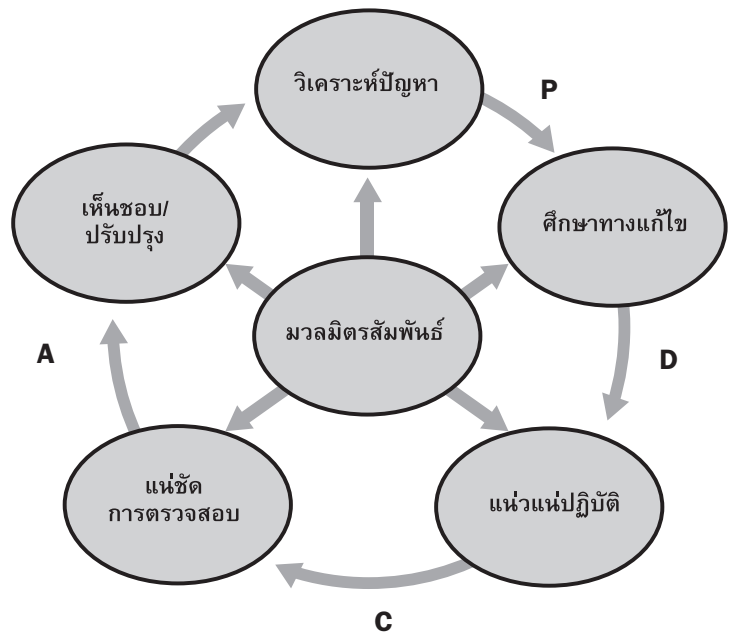 วิเคราะห์ปัญหา
P
ศึกษาทางแก้ไข
D
แน่วแน่ปฏิบัติ
C
แน่ชัด
การตรวจสอบ
A
เห็นชอบ/
ปรับปรุง
มวลมิตรสัมพันธ์